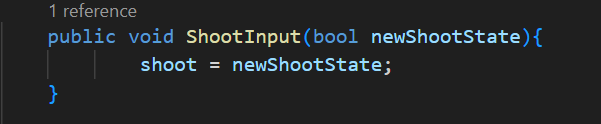 1 reference
public void ShootInput(bool newShootState){
shoot = newShootState;
}